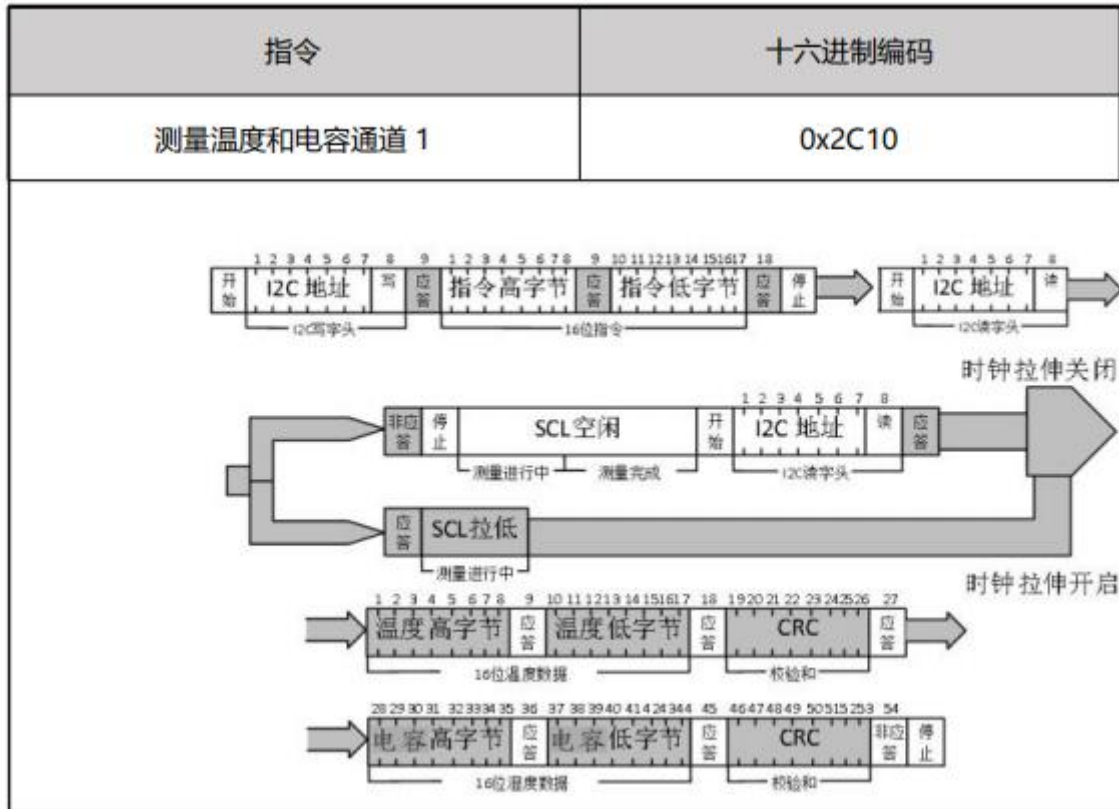 指令 十六进制编码
测量温度和电容通道 1 0x2C10
1 2 3 4 5 6 7 8 9 1 2 3 4 5 6 7 8 9 10 11 12 13 14 15 16 17 18 1 2 3 4 5 6 7 8
开始 I2C 地址 写 应答 指令高字节 应答 指令低字节 应答 停止 开始 I2C 地址 读
I2C写字头 16位指令 I2C读字头
时钟拉伸关闭
1 2 3 4 5 6 7 8
非应答 停止 SCL空闲 开始 I2C 地址 读 应答
测量进行中 测量完成 I2C读字头
应答 SCL拉低
测量进行中
时钟拉伸开启
1 2 3 4 5 6 7 8 9 10 11 12 13 14 15 16 17 18 19 20 21 22 23 24 25 26 27
温度高字节 应答 温度低字节 应答 CRC 应答
16位温度数据 校验和
28 29 30 31 32 33 34 35 36 37 38 39 40 41 4 24 344 45 46 47 48 49 50 515 253 54
电容高字节 应答 电容低字节 应答 CRC 非应答 停止
16位湿度数据 校验和